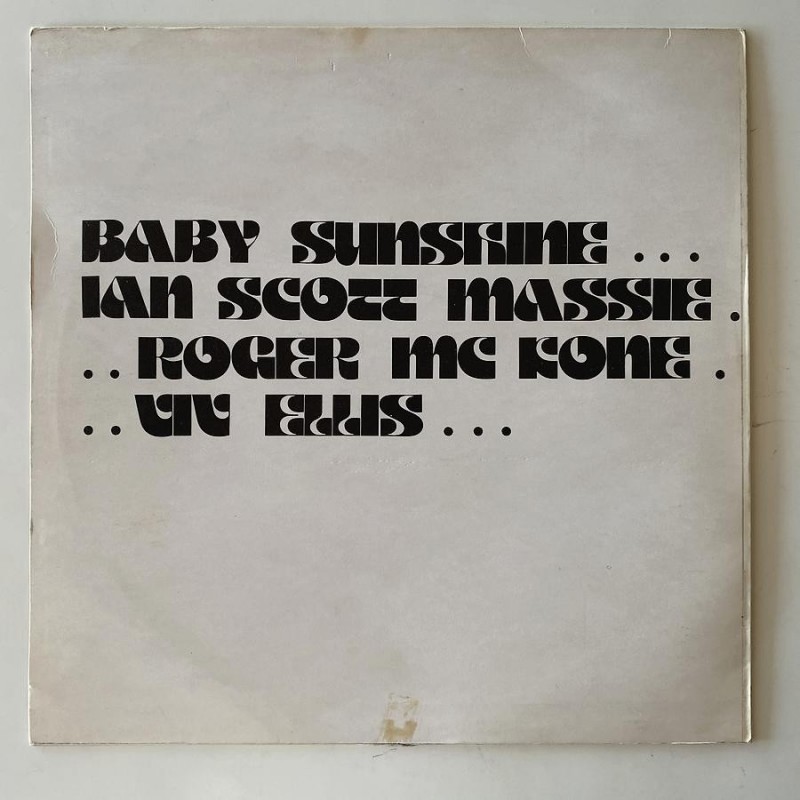 BABY SUNSHINE ...
IAN SCOTT MASSIE .
.. ROGER MC KONE .
.. VIV ELLIS ...